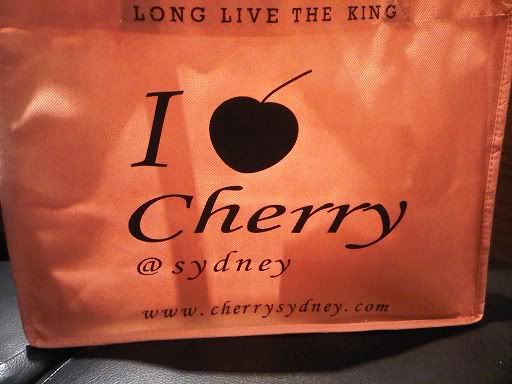 LONG LIVE THE KING
I
Cherry
@sydney
www.cherrysydney.com